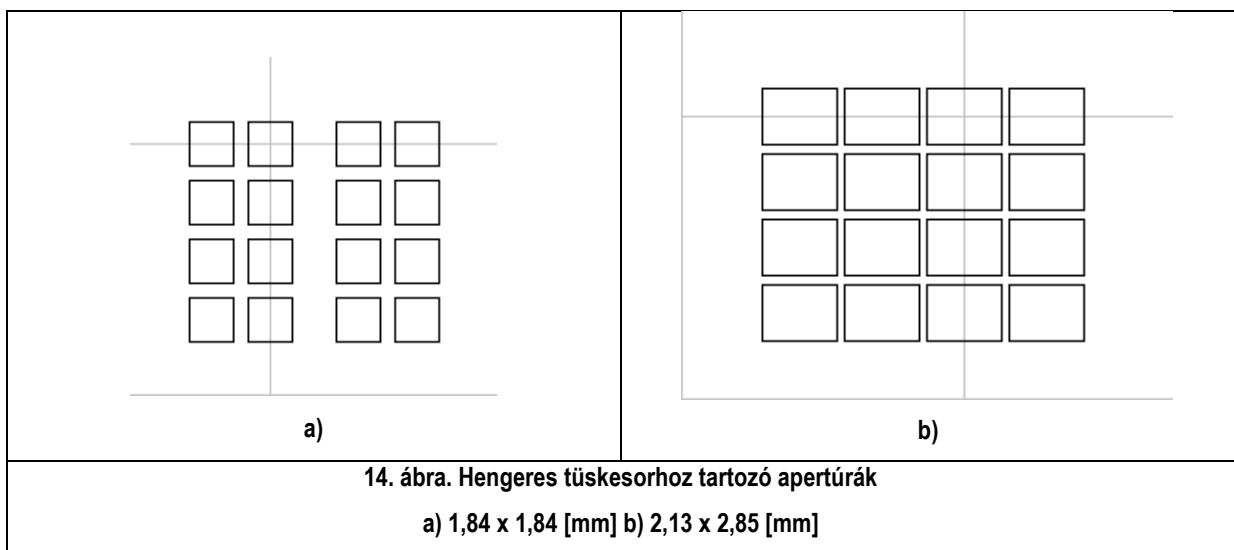 a)
b)
14. ábra. Hengeres tüskesorhoz tartozó apertúrák
a) 1,84 x 1,84 [mm] b) 2,13 x 2,85 [mm]